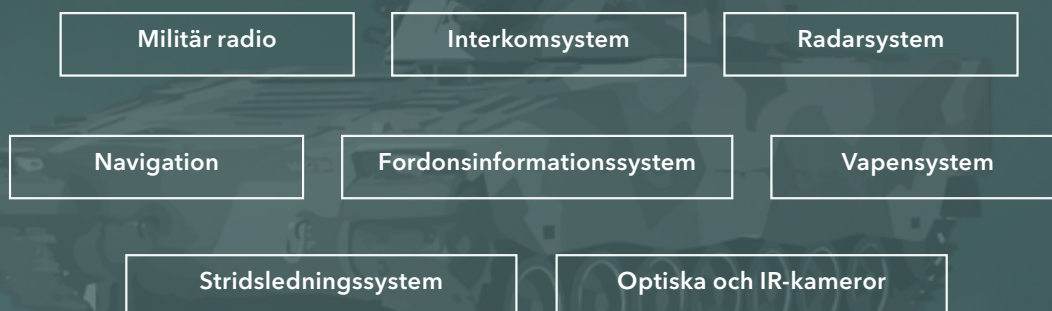 Militär radio
Interkomsystem
Radarsystem
Navigation
Fordonsinformationssystem
Vapensystem
Stridsledningssystem
Optiska och IR-kameror